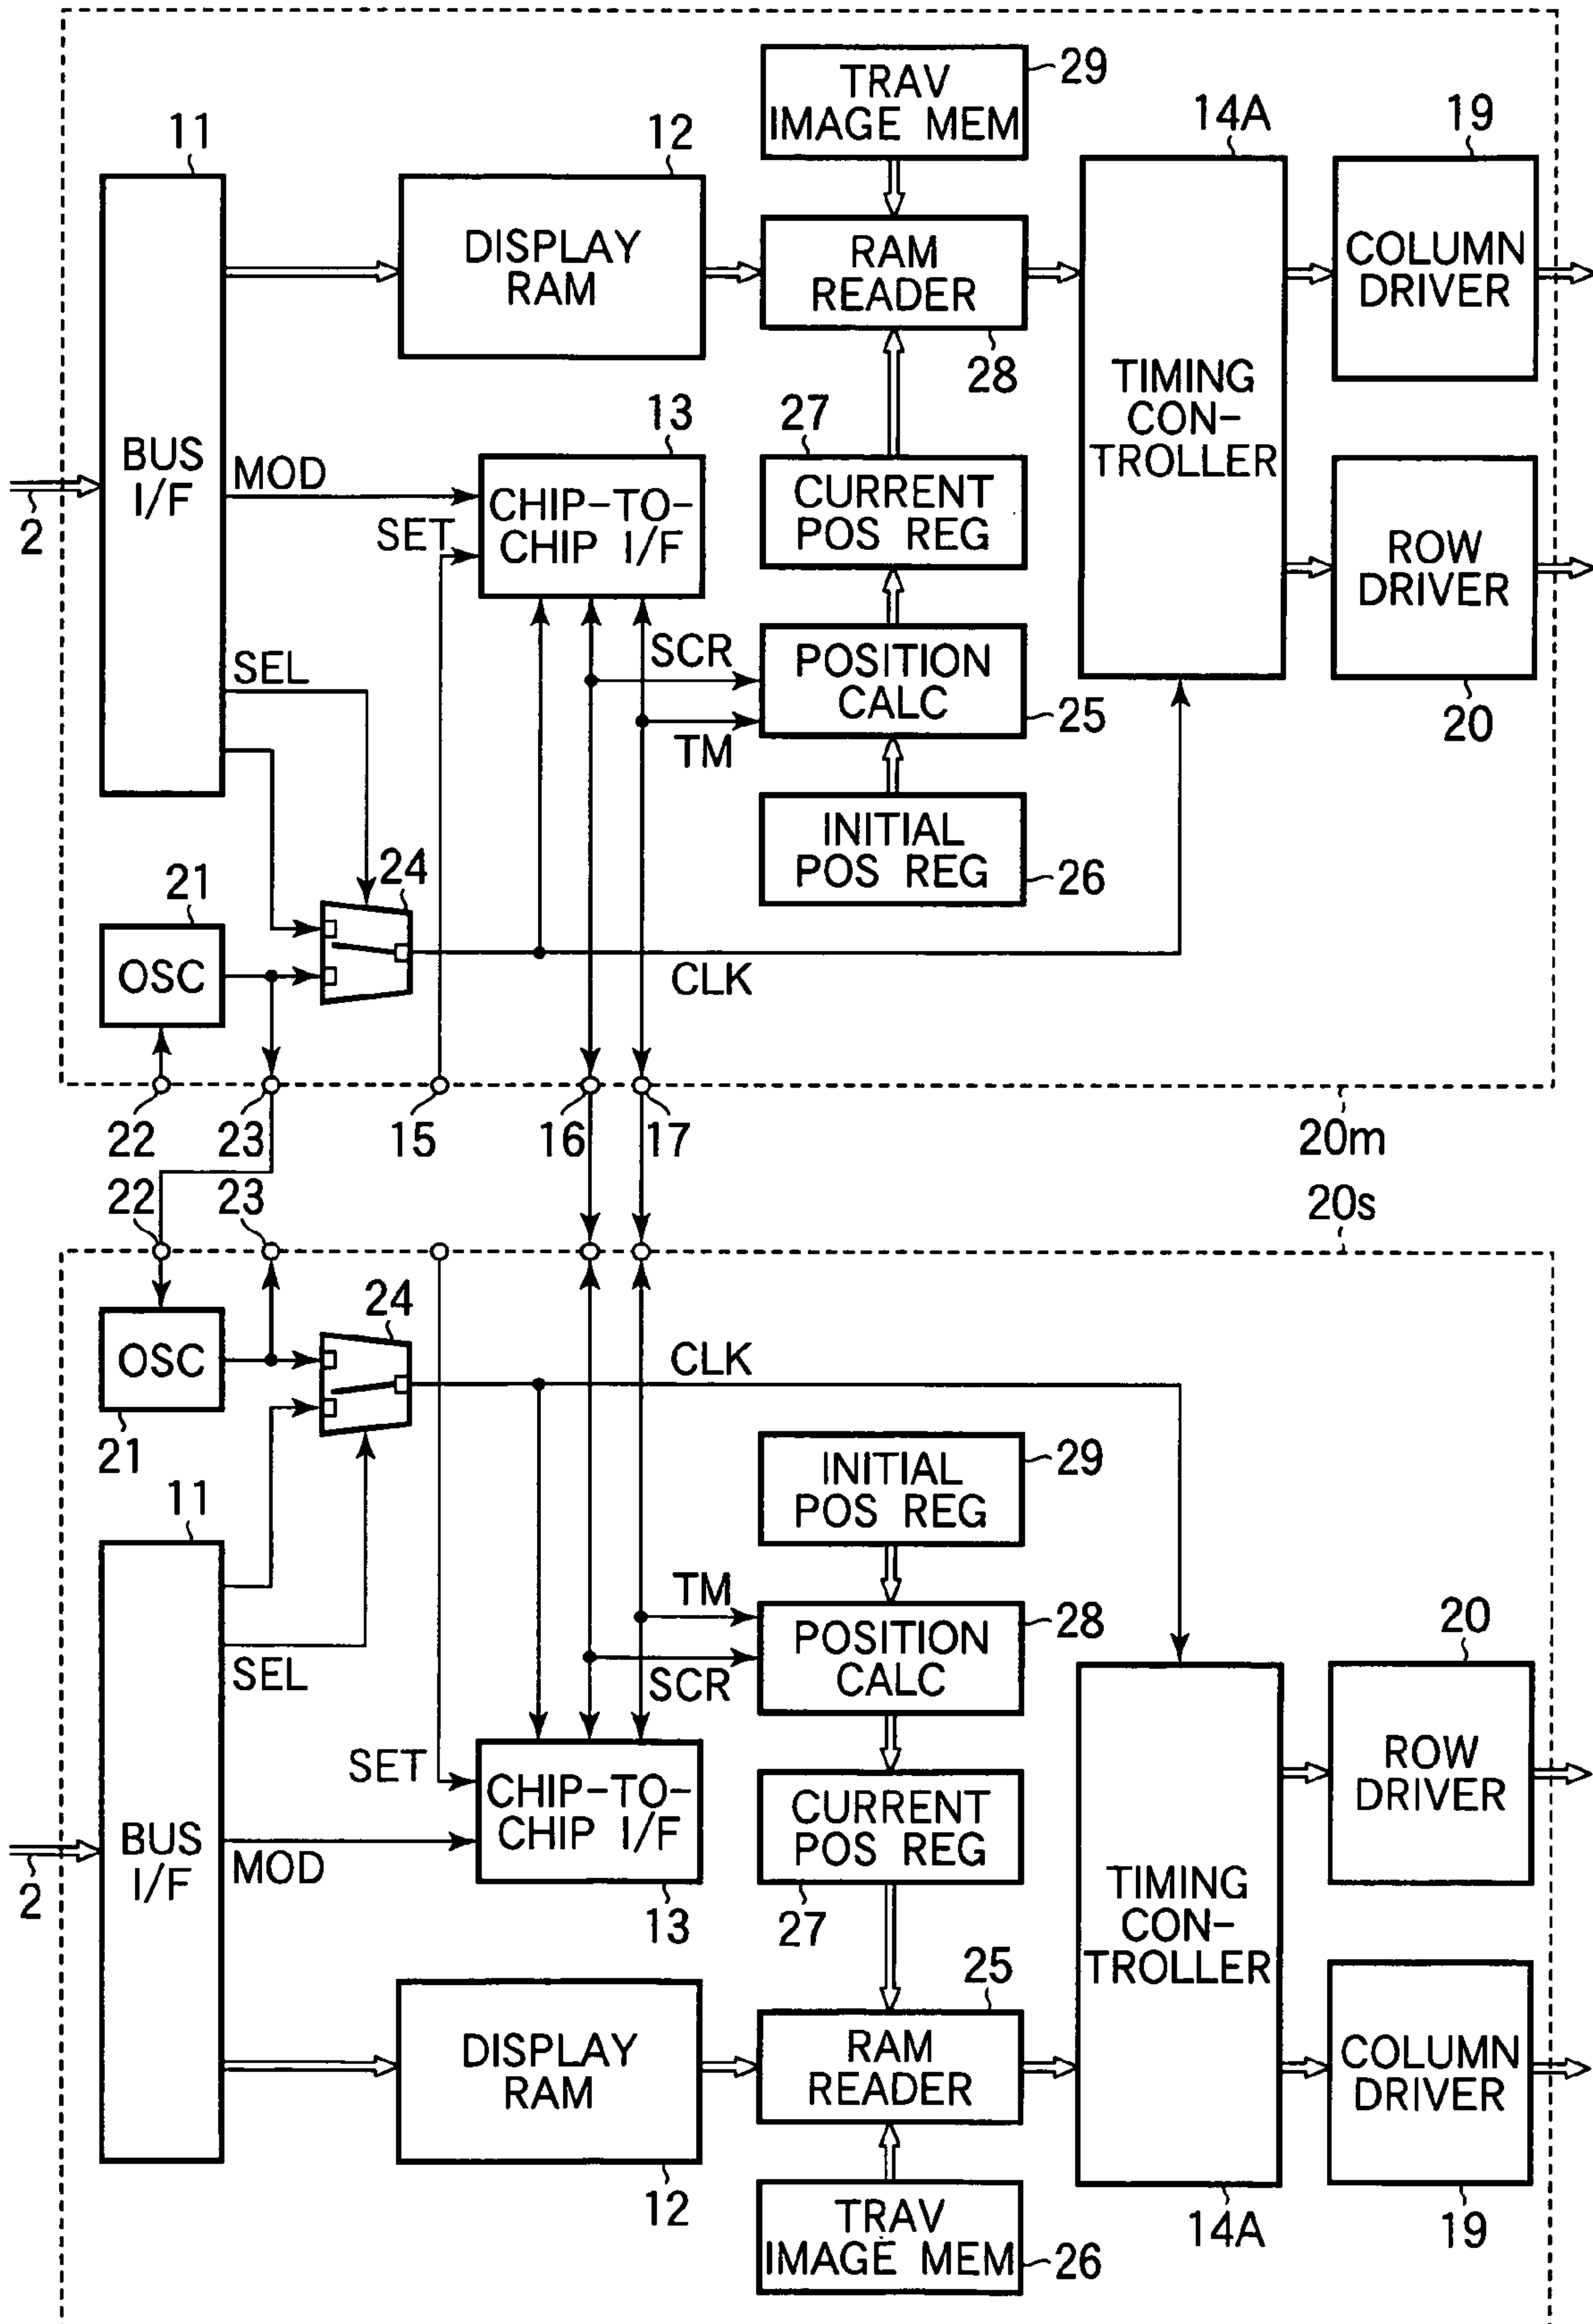 TRAV
IMAGE MEM
29
11
12
14A
19
DISPLAY
RAM
RAM
READER
28
COLUMN
DRIVER
TIMING
CON-
TROLLER
13
27
BUS
I/F
2
MOD
SET
CHIP-TO-
CHIP I/F
CURRENT
POS REG
ROW
DRIVER
20
SEL
SCR
TM
POSITION
CALC
25
INITIAL
POS REG
26
21
24
OSC
CLK
22
23
15
16
17
20m
22
23
20s
24
OSC
21
CLK
INITIAL
POS REG
29
11
TM
SCR
POSITION
CALC
28
20
SEL
SET
CHIP-TO-
CHIP I/F
13
CURRENT
POS REG
27
ROW
DRIVER
BUS
I/F
2
MOD
TIMING
CON-
TROLLER
14A
25
DISPLAY
RAM
12
RAM
READER
COLUMN
DRIVER
19
TRAV
IMAGE MEM
26